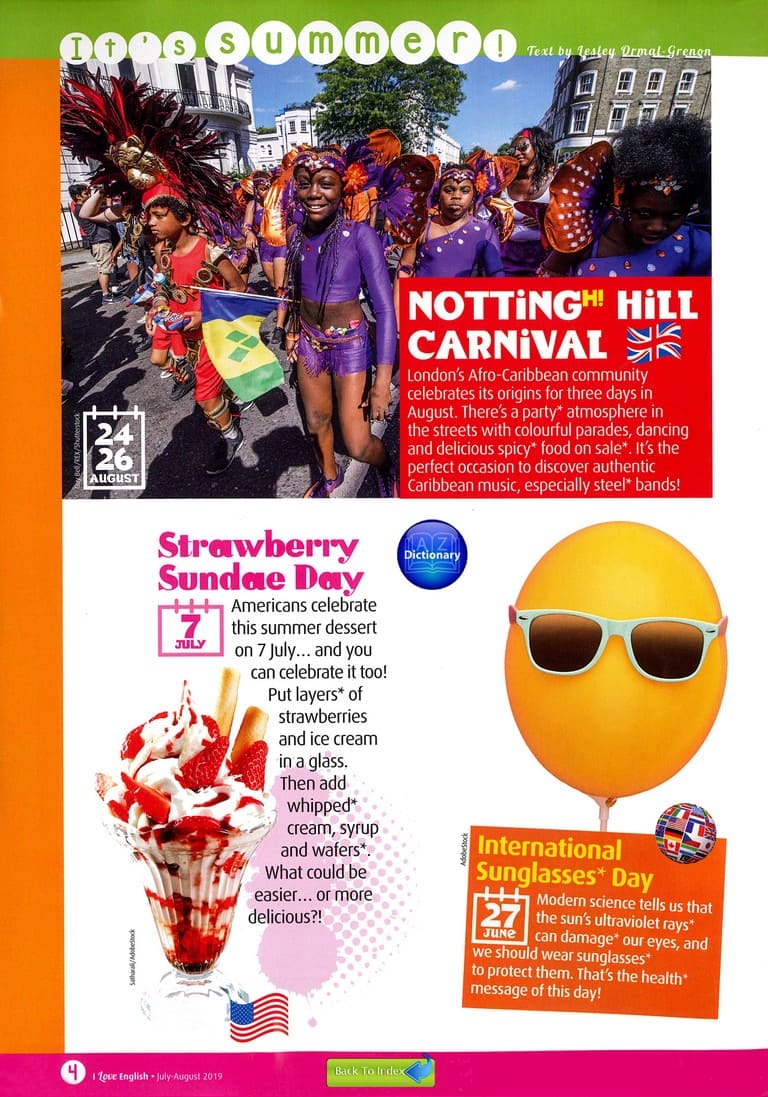 It's summer!
Text by Lesley Ormal-Grenon
NOTTiNGH! HiLL
CARNiVAL
London's Afro-Caribbean community
celebrates its origins for three days in
August. There's a party* atmosphere in
the streets with colourful parades, dancing
and delicious spicy* food on sale*. It's the
perfect occasion to discover authentic
Caribbean music, especially steel* bands!
24
26
AUGUST
Strawberry
Sundae Day
7
JULY
Americans celebrate
this summer dessert
on 7 July... and you
can celebrate it too!
Put layers* of
strawberries
and ice cream
in a glass.
Then add
whipped*
cream, syrup
and wafers*.
What could be
easier... or more
delicious?!
Satharali/AdobeStock
A Z
Dictionary
AdobeStock
International
Sunglasses* Day
27
JUNE
Modern science tells us that
the sun's ultraviolet rays*
can damage* our eyes, and
we should wear sunglasses*
to protect them. That's the health*
message of this day!
4 I Love English • July-August 2019
Back To Index